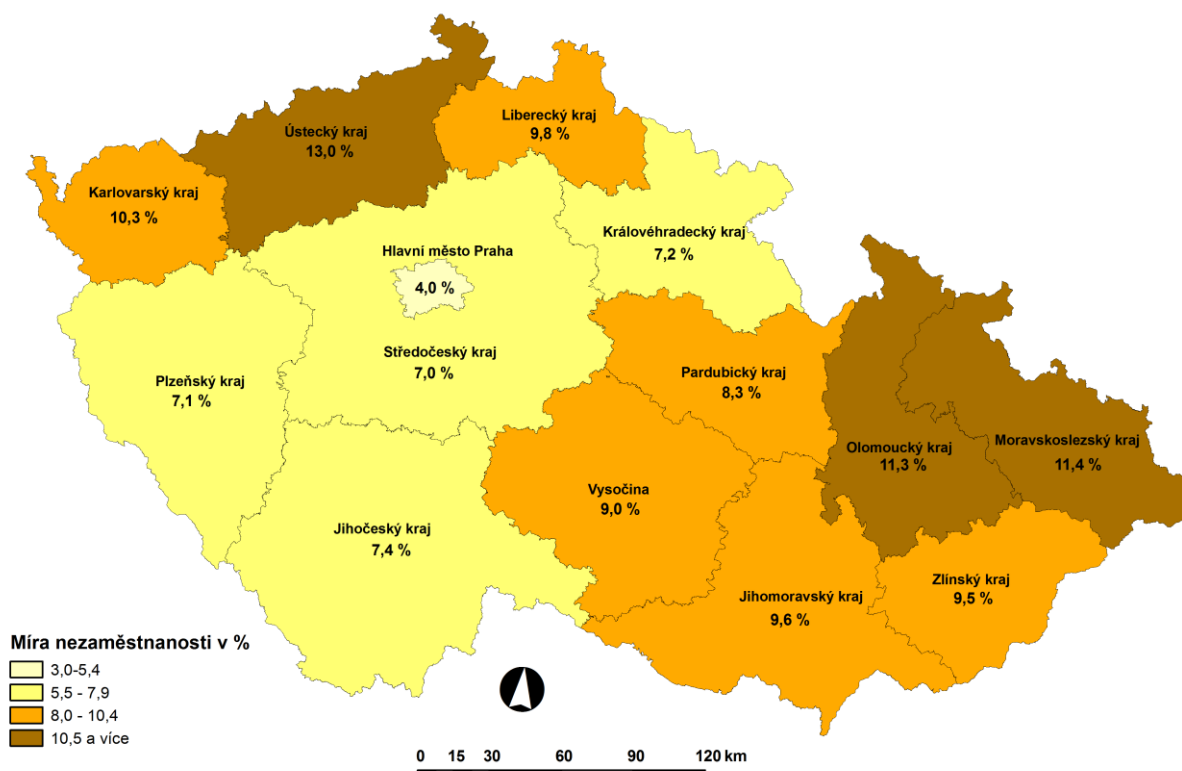 Liberecký kraj
9,8 %
Ústecký kraj
13,0 %
Karlovarský kraj
10,3 %
Královéhradecký kraj
7,2 %
Hlavní město Praha
4,0 %
Středočeský kraj
7,0 %
Plzeňský kraj
7,1 %
Pardubický kraj
8,3 %
Olomoucký kraj
11,3 %
Moravskoslezský kraj
11,4 %
Vysočina
9,0 %
Jihočeský kraj
7,4 %
Zlínský kraj
9,5 %
Jihomoravský kraj
9,6 %
Míra nezaměstnanosti v %
3,0-5,4
5,5 - 7,9
8,0 - 10,4
10,5 a více
0 15 30 60 90 120 km